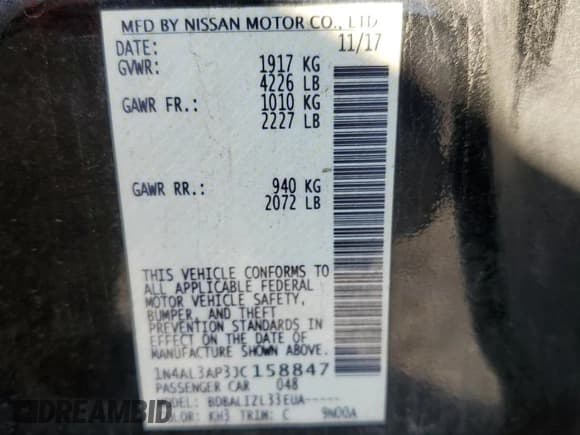 MFD BY NISSAN MOTOR CO., LTD
DATE: 11/17
GVWR: 1917 KG
4226 LB
GAWR FR.: 1010 KG
2227 LB
GAWR RR.: 940 KG
2072 LB
THIS VEHICLE CONFORMS TO
ALL APPLICABLE FEDERAL
MOTOR VEHICLE SAFETY,
BUMPER, AND THEFT
PREVENTION STANDARDS IN
EFFECT ON THE DATE OF
MANUFACTURE SHOWN ABOVE.
1N4AL3AP3JC158847
PASSENGER CAR 048
MODEL: BDBALIZL33EUA-----
COLOR: KH3 TRIM: C 9N00A
DREAMBID